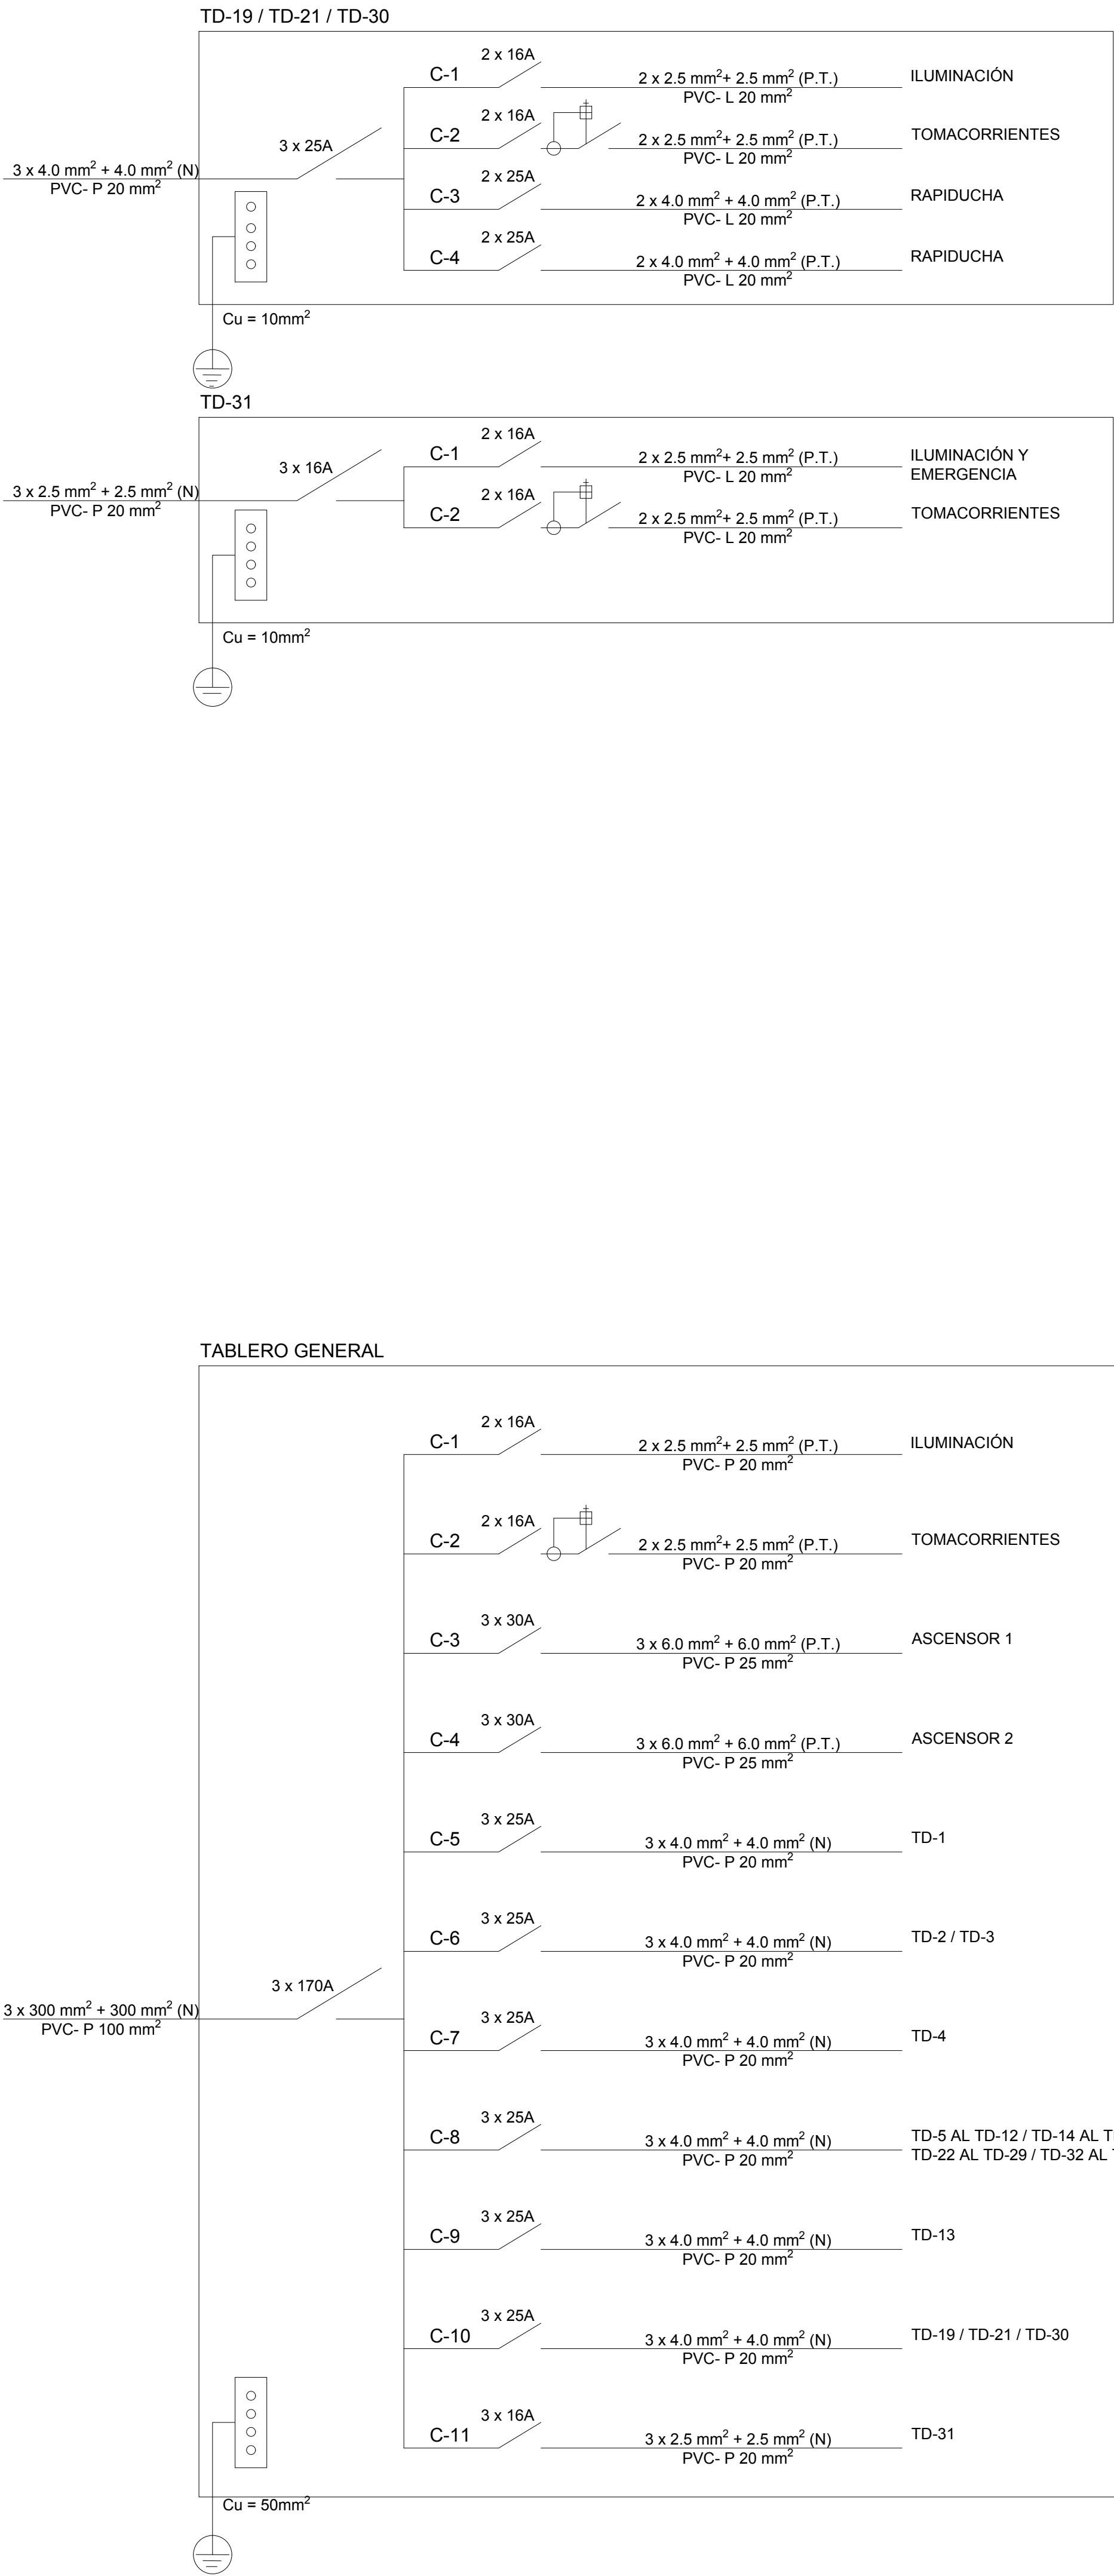 TD-19 / TD-21 / TD-30
2 x 16A
C-1
2 x 2.5 mm²+ 2.5 mm² (P.T.)
PVC- L 20 mm²
ILUMINACIÓN
2 x 16A
C-2
2 x 2.5 mm²+ 2.5 mm² (P.T.)
PVC- L 20 mm²
TOMACORRIENTES
3 x 25A
3 x 4.0 mm² + 4.0 mm² (N)
PVC- P 20 mm²
2 x 25A
C-3
2 x 4.0 mm² + 4.0 mm² (P.T.)
PVC- L 20 mm²
RAPIDUCHA
2 x 25A
C-4
2 x 4.0 mm² + 4.0 mm² (P.T.)
PVC- L 20 mm²
RAPIDUCHA
Cu = 10mm²
TD-31
2 x 16A
C-1
2 x 2.5 mm²+ 2.5 mm² (P.T.)
PVC- L 20 mm²
ILUMINACIÓN Y
EMERGENCIA
3 x 16A
3 x 2.5 mm² + 2.5 mm² (N)
PVC- P 20 mm²
2 x 16A
C-2
2 x 2.5 mm²+ 2.5 mm² (P.T.)
PVC- L 20 mm²
TOMACORRIENTES
Cu = 10mm²
TABLERO GENERAL
2 x 16A
C-1
2 x 2.5 mm²+ 2.5 mm² (P.T.)
PVC- P 20 mm²
ILUMINACIÓN
2 x 16A
C-2
2 x 2.5 mm²+ 2.5 mm² (P.T.)
PVC- P 20 mm²
TOMACORRIENTES
3 x 30A
C-3
3 x 6.0 mm² + 6.0 mm² (P.T.)
PVC- P 25 mm²
ASCENSOR 1
3 x 30A
C-4
3 x 6.0 mm² + 6.0 mm² (P.T.)
PVC- P 25 mm²
ASCENSOR 2
3 x 25A
C-5
3 x 4.0 mm² + 4.0 mm² (N)
PVC- P 20 mm²
TD-1
3 x 25A
C-6
3 x 4.0 mm² + 4.0 mm² (N)
PVC- P 20 mm²
TD-2 / TD-3
3 x 170A
3 x 300 mm² + 300 mm² (N)
PVC- P 100 mm²
3 x 25A
C-7
3 x 4.0 mm² + 4.0 mm² (N)
PVC- P 20 mm²
TD-4
3 x 25A
C-8
3 x 4.0 mm² + 4.0 mm² (N)
PVC- P 20 mm²
TD-5 AL TD-12 / TD-14 AL
TD-22 AL TD-29 / TD-32 AL
3 x 25A
C-9
3 x 4.0 mm² + 4.0 mm² (N)
PVC- P 20 mm²
TD-13
3 x 25A
C-10
3 x 4.0 mm² + 4.0 mm² (N)
PVC- P 20 mm²
TD-19 / TD-21 / TD-30
3 x 16A
C-11
3 x 2.5 mm² + 2.5 mm² (N)
PVC- P 20 mm²
TD-31
Cu = 50mm²